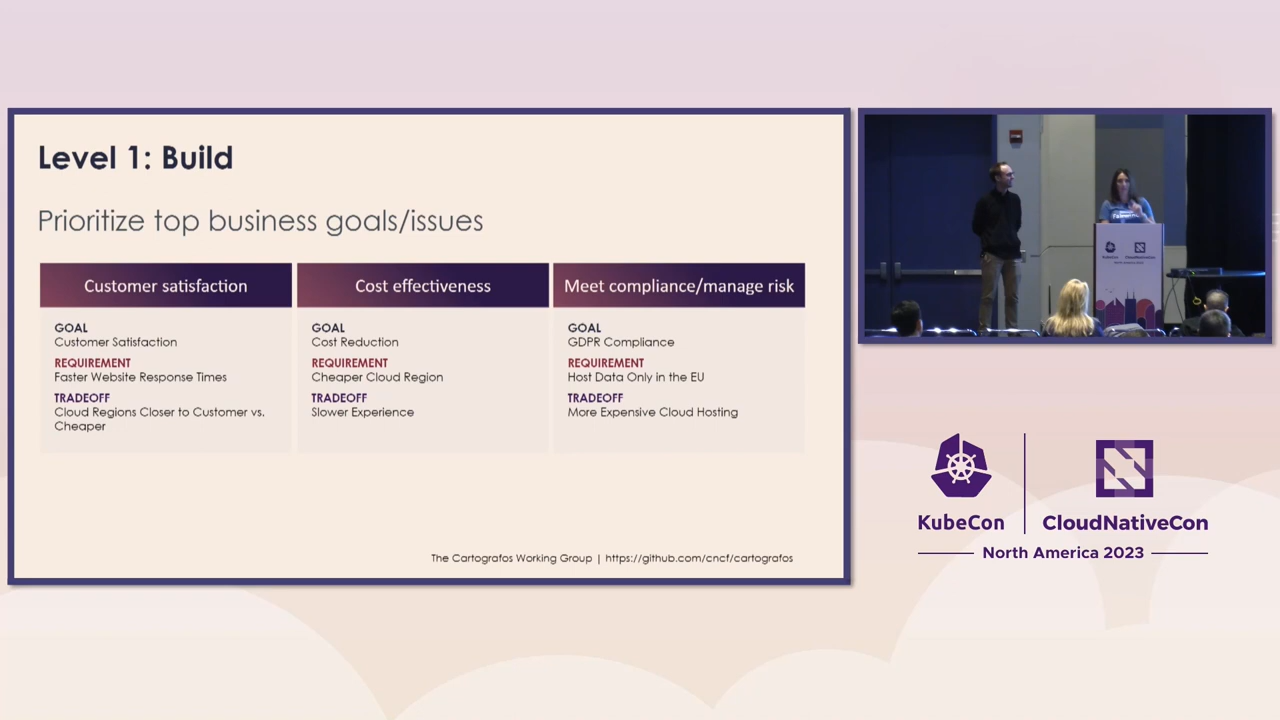 Level 1: Build
Prioritize top business goals/issues
Customer satisfaction
GOAL
Customer Satisfaction
REQUIREMENT
Faster Website Response Times
TRADEOFF
Cloud Regions Closer to Customer vs.
Cheaper
Cost effectiveness
GOAL
Cost Reduction
REQUIREMENT
Cheaper Cloud Region
TRADEOFF
Slower Experience
Meet compliance/manage risk
GOAL
GDPR Compliance
REQUIREMENT
Host Data Only in the EU
TRADEOFF
More Expensive Cloud Hosting
The Cartografos Working Group | https://github.com/cncf/cartografos
KubeCon
CloudNativeCon
KubeCon
CloudNativeCon
North America 2023